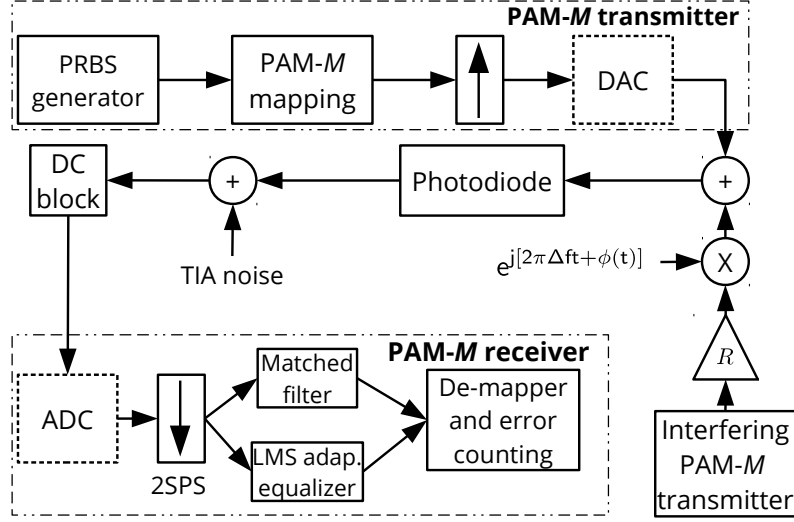 PAM-M transmitter
PRBS
generator
PAM-M
mapping
DAC
DC
block
+
Photodiode
+
TIA noise
e^{j[2πΔft+ϕ(t)]}
X
R
Interfering
PAM-M
transmitter
PAM-M receiver
ADC
2SPS
Matched
filter
LMS adap.
equalizer
De-mapper
and error
counting